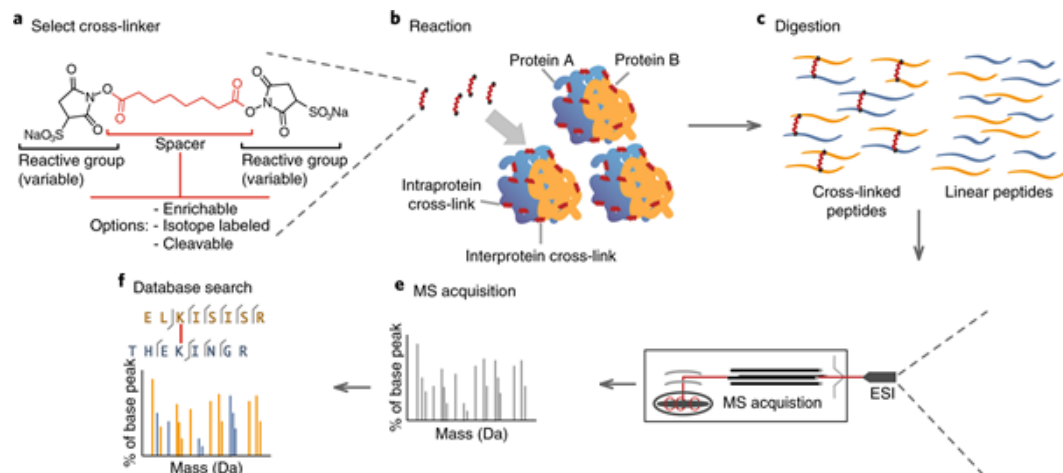 a Select cross-linker
O
O
O
N
O
O
O
O
N
O
O
O
NaO₃S
SO₃Na
Spacer
Reactive group
(variable)
Reactive group
(variable)
- Enrichable
Options: - Isotope labeled
- Cleavable
b Reaction
Protein A
Protein B
Intraprotein
cross-link
Interprotein cross-link
c Digestion
Cross-linked
peptides
Linear peptides
f Database search
E L K I S I S R
T H E K I N G R
% of base peak
Mass (Da)
e MS acquisition
% of base peak
Mass (Da)
MS acquistion
ESI